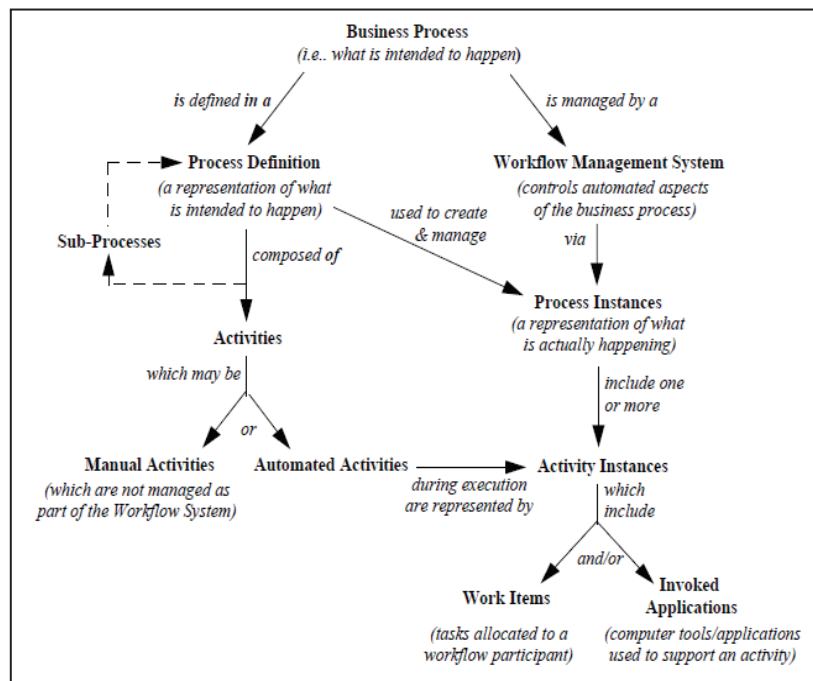 Business Process
(i.e.. what is intended to happen)
is defined in a
is managed by a
Process Definition
(a representation of what
is intended to happen)
Workflow Management System
(controls automated aspects
of the business process)
used to create
& manage
Sub-Processes
composed of
via
Process Instances
(a representation of what
is actually happening)
Activities
which may be
include one
or more
or
Manual Activities
(which are not managed as
part of the Workflow System)
Automated Activities
during execution
are represented by
Activity Instances
which
include
and/or
Work Items
(tasks allocated to a
workflow participant)
Invoked
Applications
(computer tools/applications
used to support an activity)